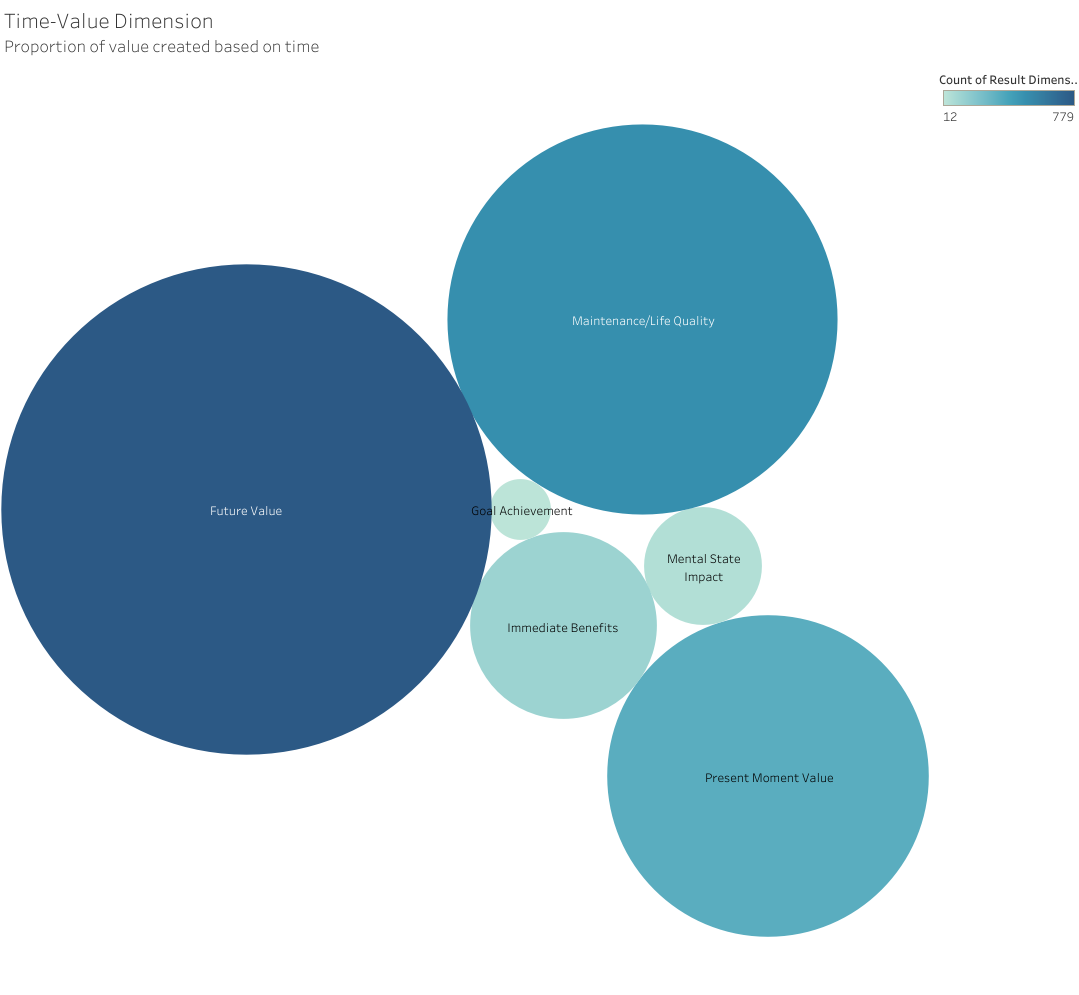 Time-Value Dimension
Proportion of value created based on time
Count of Result Dimens..
12 779
Maintenance/Life Quality
Future Value
Goal Achievement
Mental State
Impact
Immediate Benefits
Present Moment Value